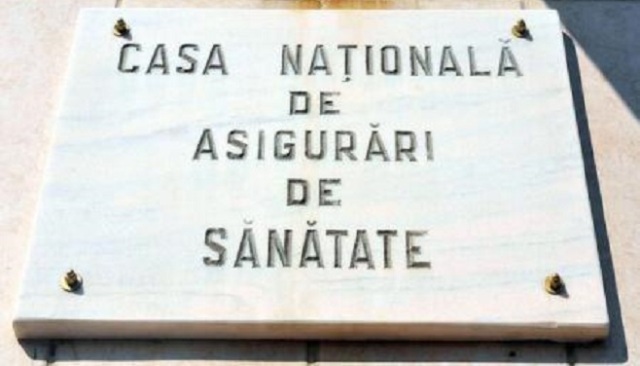 CASA NAȚIONALĂ
DE
ASIGURĂRI
DE
SĂNĂTATE